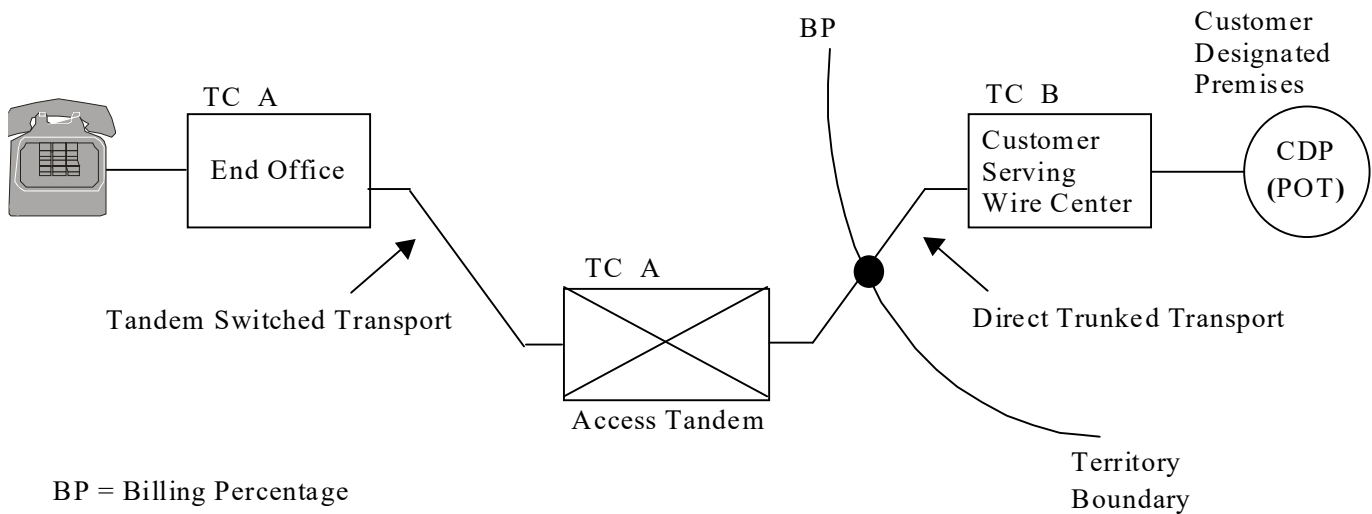 BP
Customer
Designated
Premises
TC A
TC B
End Office
Customer
Serving
Wire Center
CDP
(POT)
TC A
Tandem Switched Transport
Direct Trunked Transport
Access Tandem
Territory
Boundary
BP = Billing Percentage